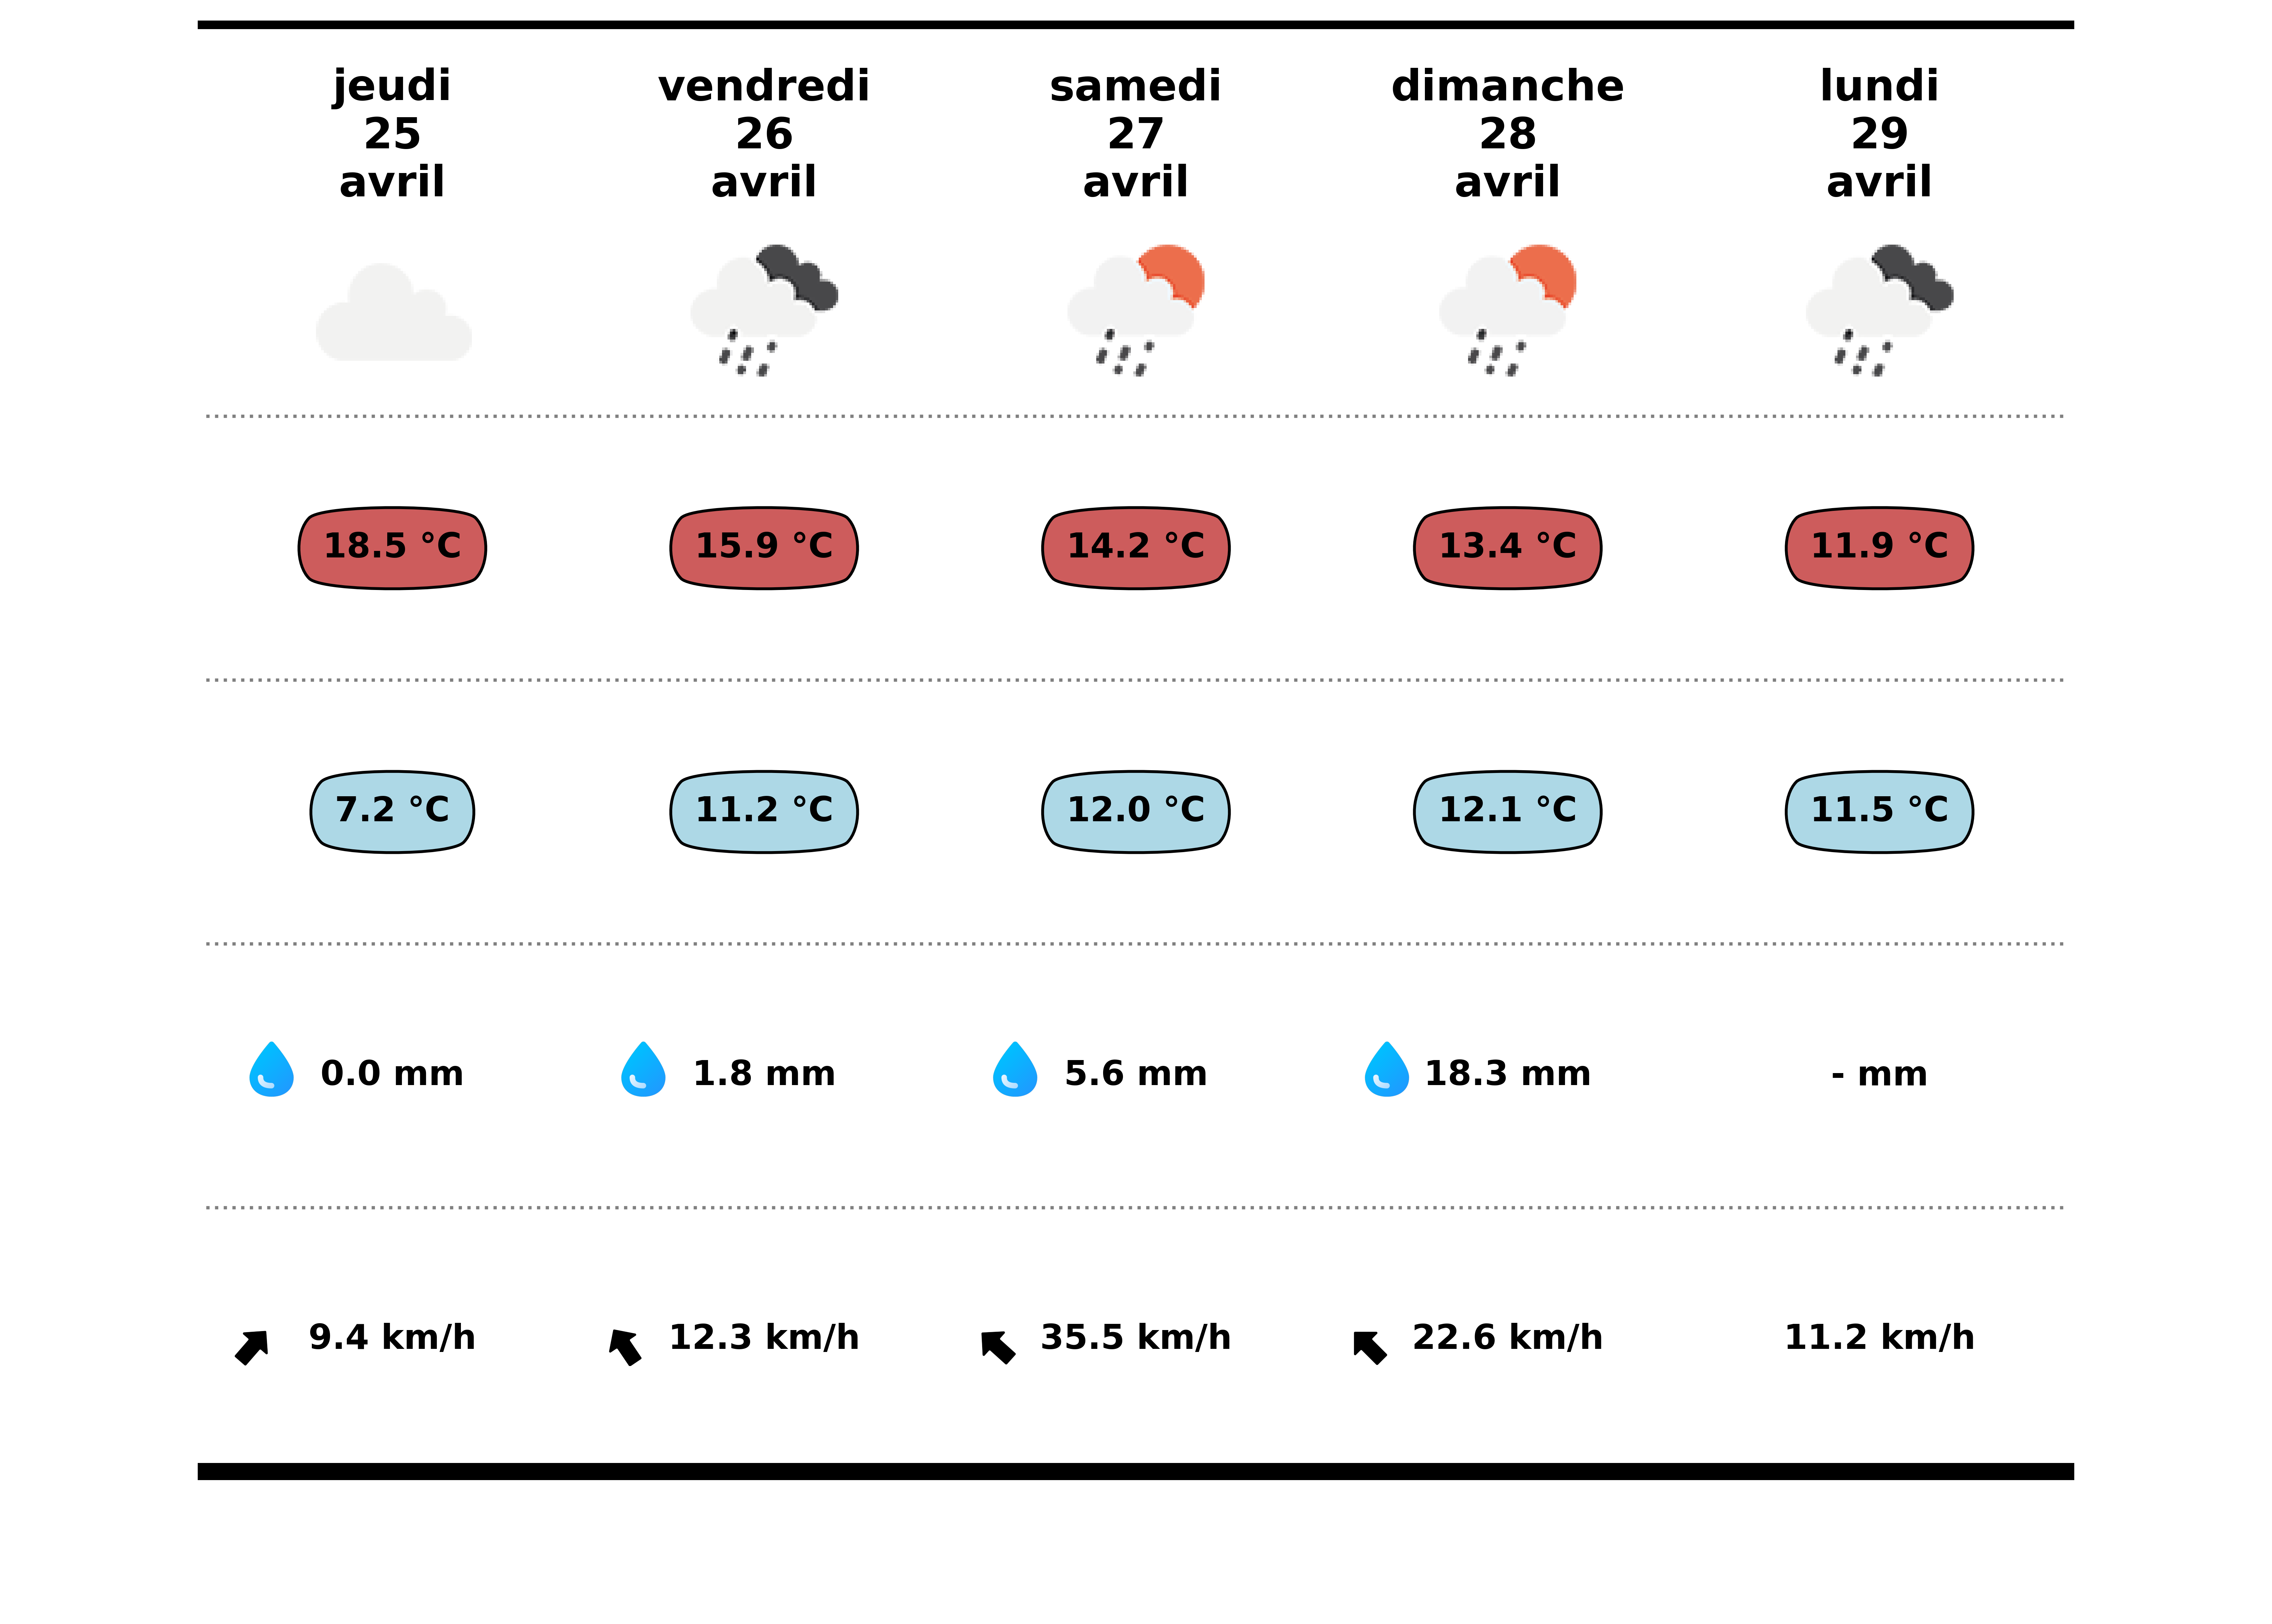 jeudi vendredi samedi dimanche lundi
25 26 27 28 29
avril avril avril avril avril
18.5 °C 15.9 °C 14.2 °C 13.4 °C 11.9 °C
7.2 °C 11.2 °C 12.0 °C 12.1 °C 11.5 °C
0.0 mm 1.8 mm 5.6 mm 18.3 mm - mm
9.4 km/h 12.3 km/h 35.5 km/h 22.6 km/h 11.2 km/h